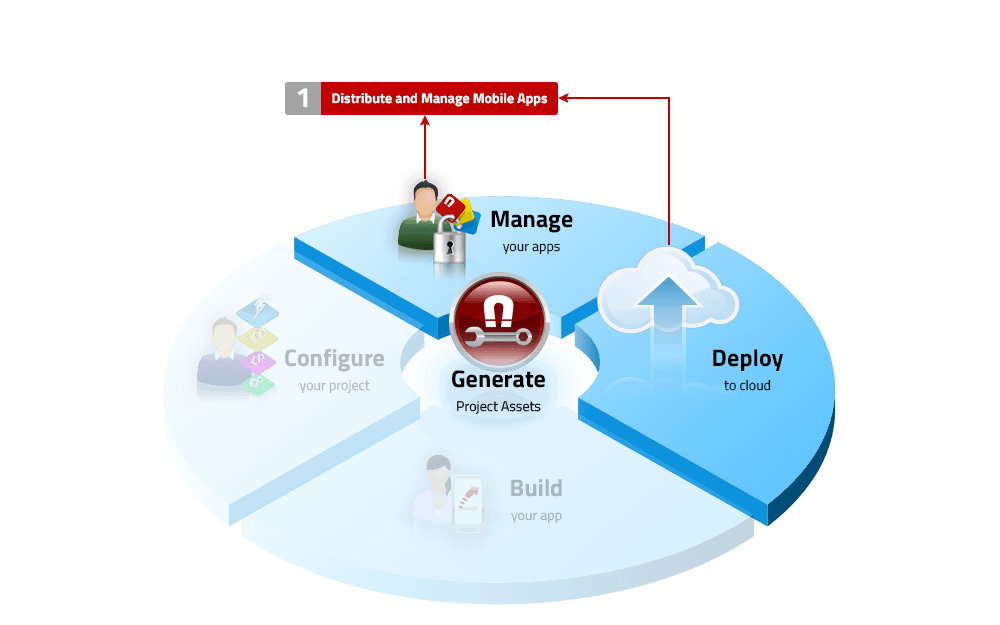 1 Distribute and Manage Mobile Apps
Manage
your apps
Configure
your project
Generate
Project Assets
Deploy
to cloud
Build
your app